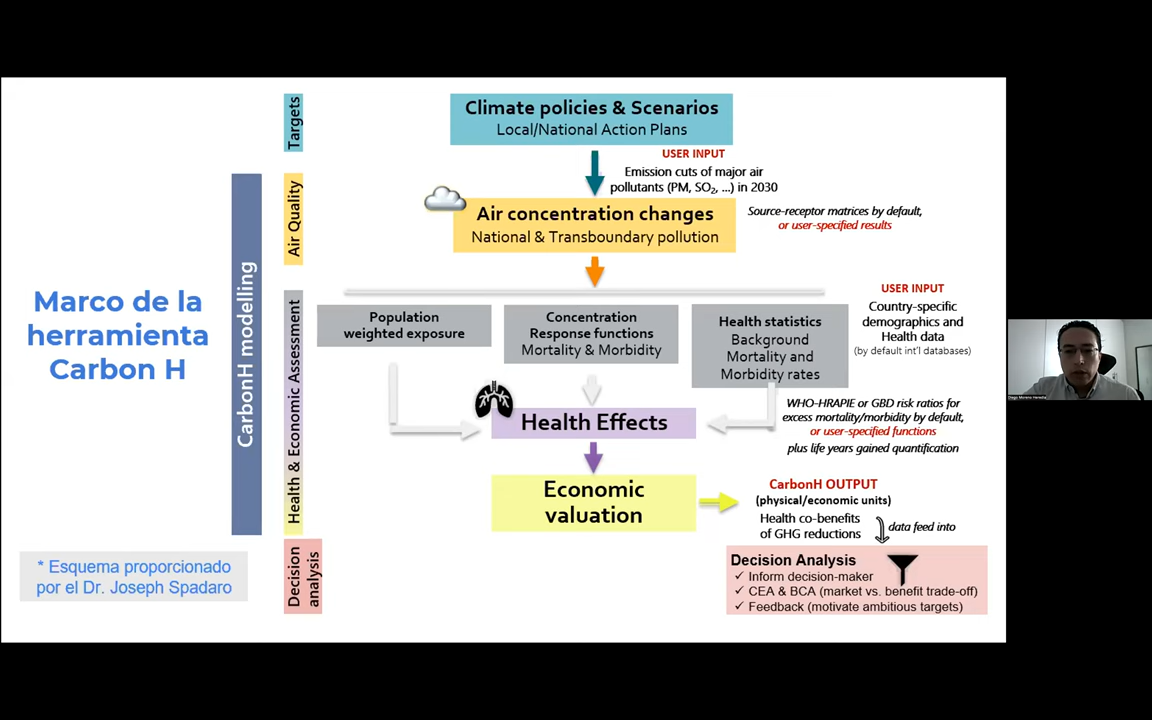 Marco de la
herramienta
Carbon H
* Esquema proporcionado
por el Dr. Joseph Spadaro
CarbonH modelling
Targets
Air Quality
Health & Economic Assessment
Decision
analysis
Climate policies & Scenarios
Local/National Action Plans
USER INPUT
Emission cuts of major air
pollutants (PM, SO₂, ...) in 2030
Air concentration changes
National & Transboundary pollution
Source-receptor matrices by default,
or user-specified results
Population
weighted exposure
Concentration
Response functions
Mortality & Morbidity
Health statistics
Background
Mortality and
Morbidity rates
USER INPUT
Country-specific
demographics and
Health data
(by default int'l databases)
Health Effects
WHO-HRAPIE or GBD risk ratios for
excess mortality/morbidity by default,
or user-specified functions
plus life years gained quantification
Economic
valuation
CarbonH OUTPUT
(physical/economic units)
Health co-benefits
of GHG reductions
data feed into
Decision Analysis
✓ Inform decision-maker
✓ CEA & BCA (market vs. benefit trade-off)
✓ Feedback (motivate ambitious targets)
Diego Moreno Heredia